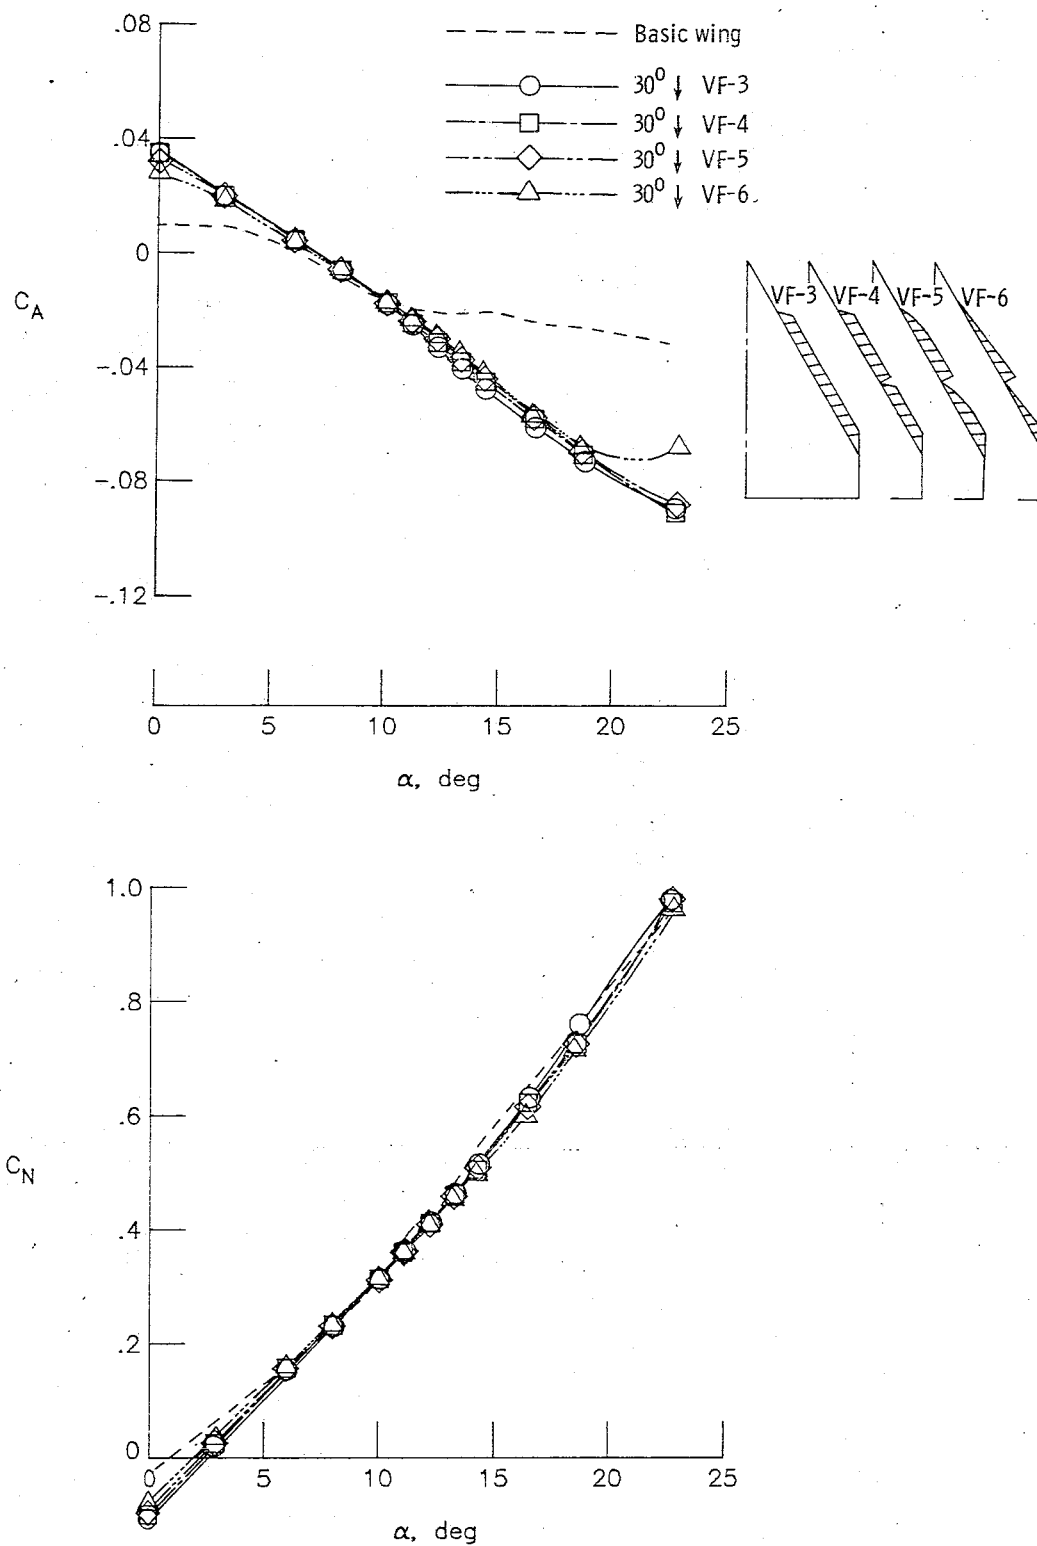 .08
Basic wing
30° ↓ VF-3
30° ↓ VF-4
30° ↓ VF-5
30° ↓ VF-6
.04
0
-.04
-.08
-.12
C_A
VF-3 VF-4 VF-5 VF-6
0 5 10 15 20 25
α, deg
1.0
.8
.6
.4
.2
0
C_N
0 5 10 15 20 25
α, deg